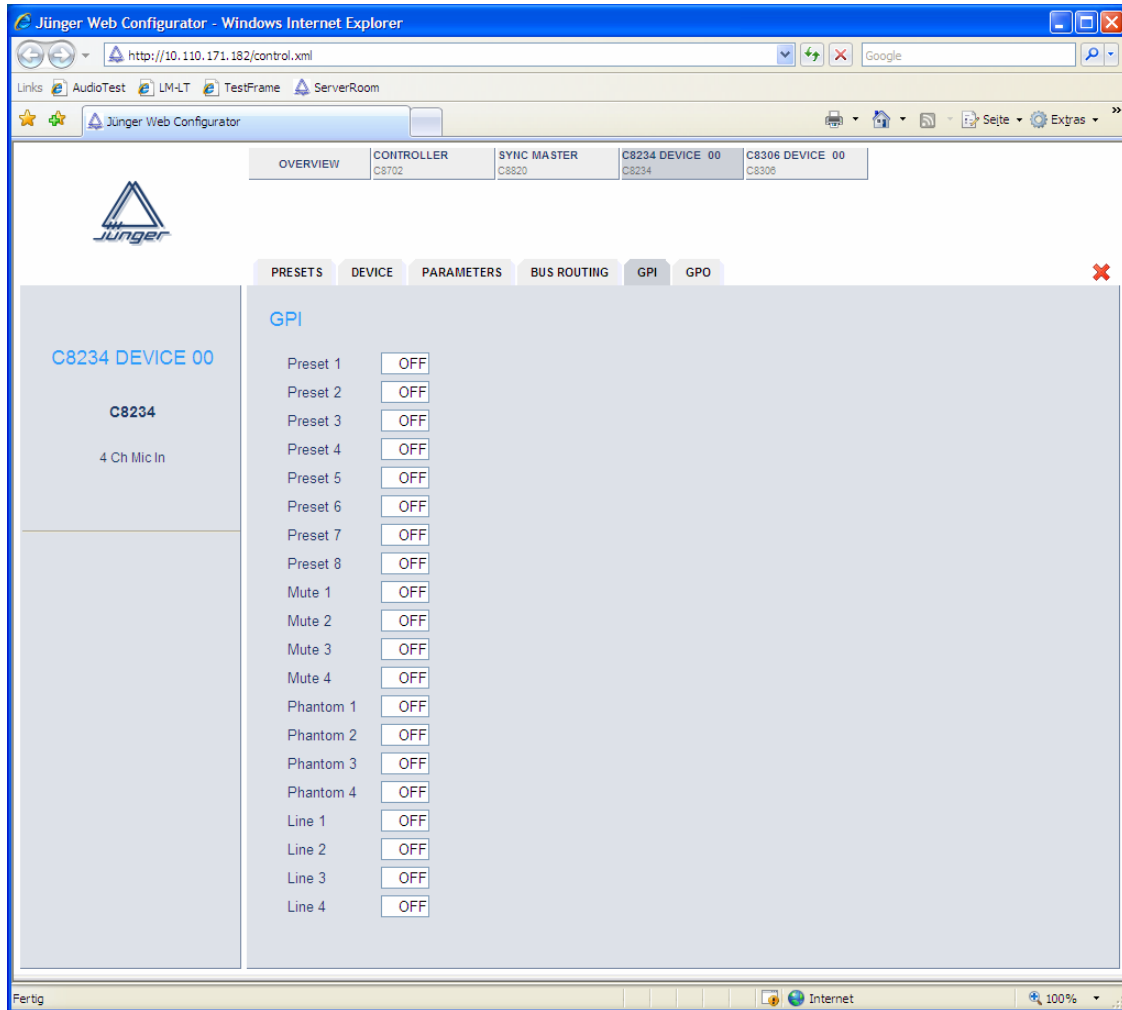 Jünger Web Configurator - Windows Internet Explorer
http://10.110.171.182/control.xml
Google
Links AudioTest LM-LT TestFrame ServerRoom
Jünger Web Configurator
Seite Extras »
OVERVIEW
CONTROLLER
C8702
SYNC MASTER
C8820
C8234 DEVICE 00
C8234
C8306 DEVICE 00
C8306
Jünger
PRESETS DEVICE PARAMETERS BUS ROUTING GPI GPO
C8234 DEVICE 00
C8234
4 Ch Mic In
GPI
Preset 1 OFF
Preset 2 OFF
Preset 3 OFF
Preset 4 OFF
Preset 5 OFF
Preset 6 OFF
Preset 7 OFF
Preset 8 OFF
Mute 1 OFF
Mute 2 OFF
Mute 3 OFF
Mute 4 OFF
Phantom 1 OFF
Phantom 2 OFF
Phantom 3 OFF
Phantom 4 OFF
Line 1 OFF
Line 2 OFF
Line 3 OFF
Line 4 OFF
Fertig
Internet
100%